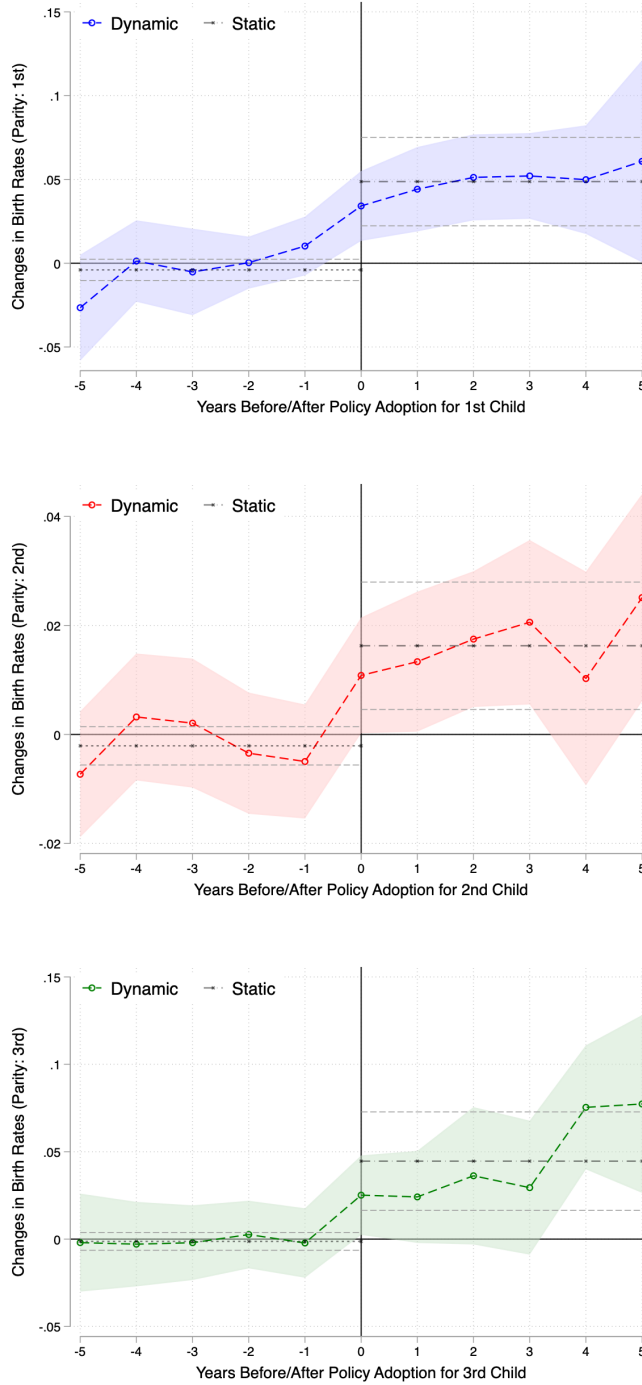 Changes in Birth Rates (Parity: 1st)
.15
.1
.05
0
-.05
Dynamic Static
-5 -4 -3 -2 -1 0 1 2 3 4 5
Years Before/After Policy Adoption for 1st Child
Changes in Birth Rates (Parity: 2nd)
.04
.02
0
-.02
Dynamic Static
-5 -4 -3 -2 -1 0 1 2 3 4 5
Years Before/After Policy Adoption for 2nd Child
Changes in Birth Rates (Parity: 3rd)
.15
.1
.05
0
-.05
Dynamic Static
-5 -4 -3 -2 -1 0 1 2 3 4 5
Years Before/After Policy Adoption for 3rd Child